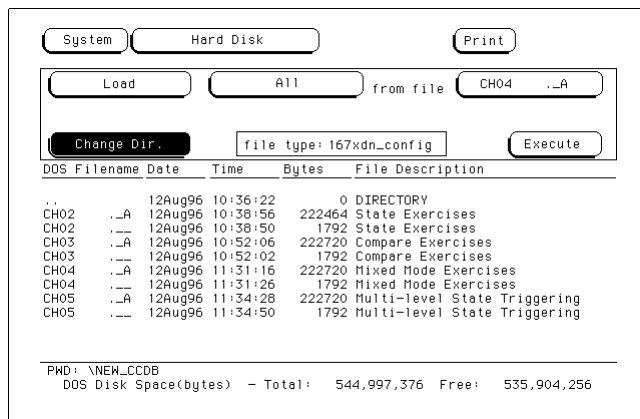 System Hard Disk Print
Load All from file CH04 ._A
Change Dir. file type: 167xdn_config Execute
DOS Filename Date Time Bytes File Description
.. 12Aug96 10:36:22 0 DIRECTORY
CH02 ._A 12Aug96 10:38:56 222464 State Exercises
CH02 .__ 12Aug96 10:38:50 1792 State Exercises
CH03 ._A 12Aug96 10:52:06 222720 Compare Exercises
CH03 .__ 12Aug96 10:52:02 1792 Compare Exercises
CH04 ._A 12Aug96 11:31:16 222720 Mixed Mode Exercises
CH04 .__ 12Aug96 11:31:26 1792 Mixed Mode Exercises
CH05 ._A 12Aug96 11:34:28 222720 Multi-level State Triggering
CH05 .__ 12Aug96 11:34:50 1792 Multi-level State Triggering
PWD: \NEW_CCDB
DOS Disk Space(bytes) - Total: 544,997,376 Free: 535,904,256